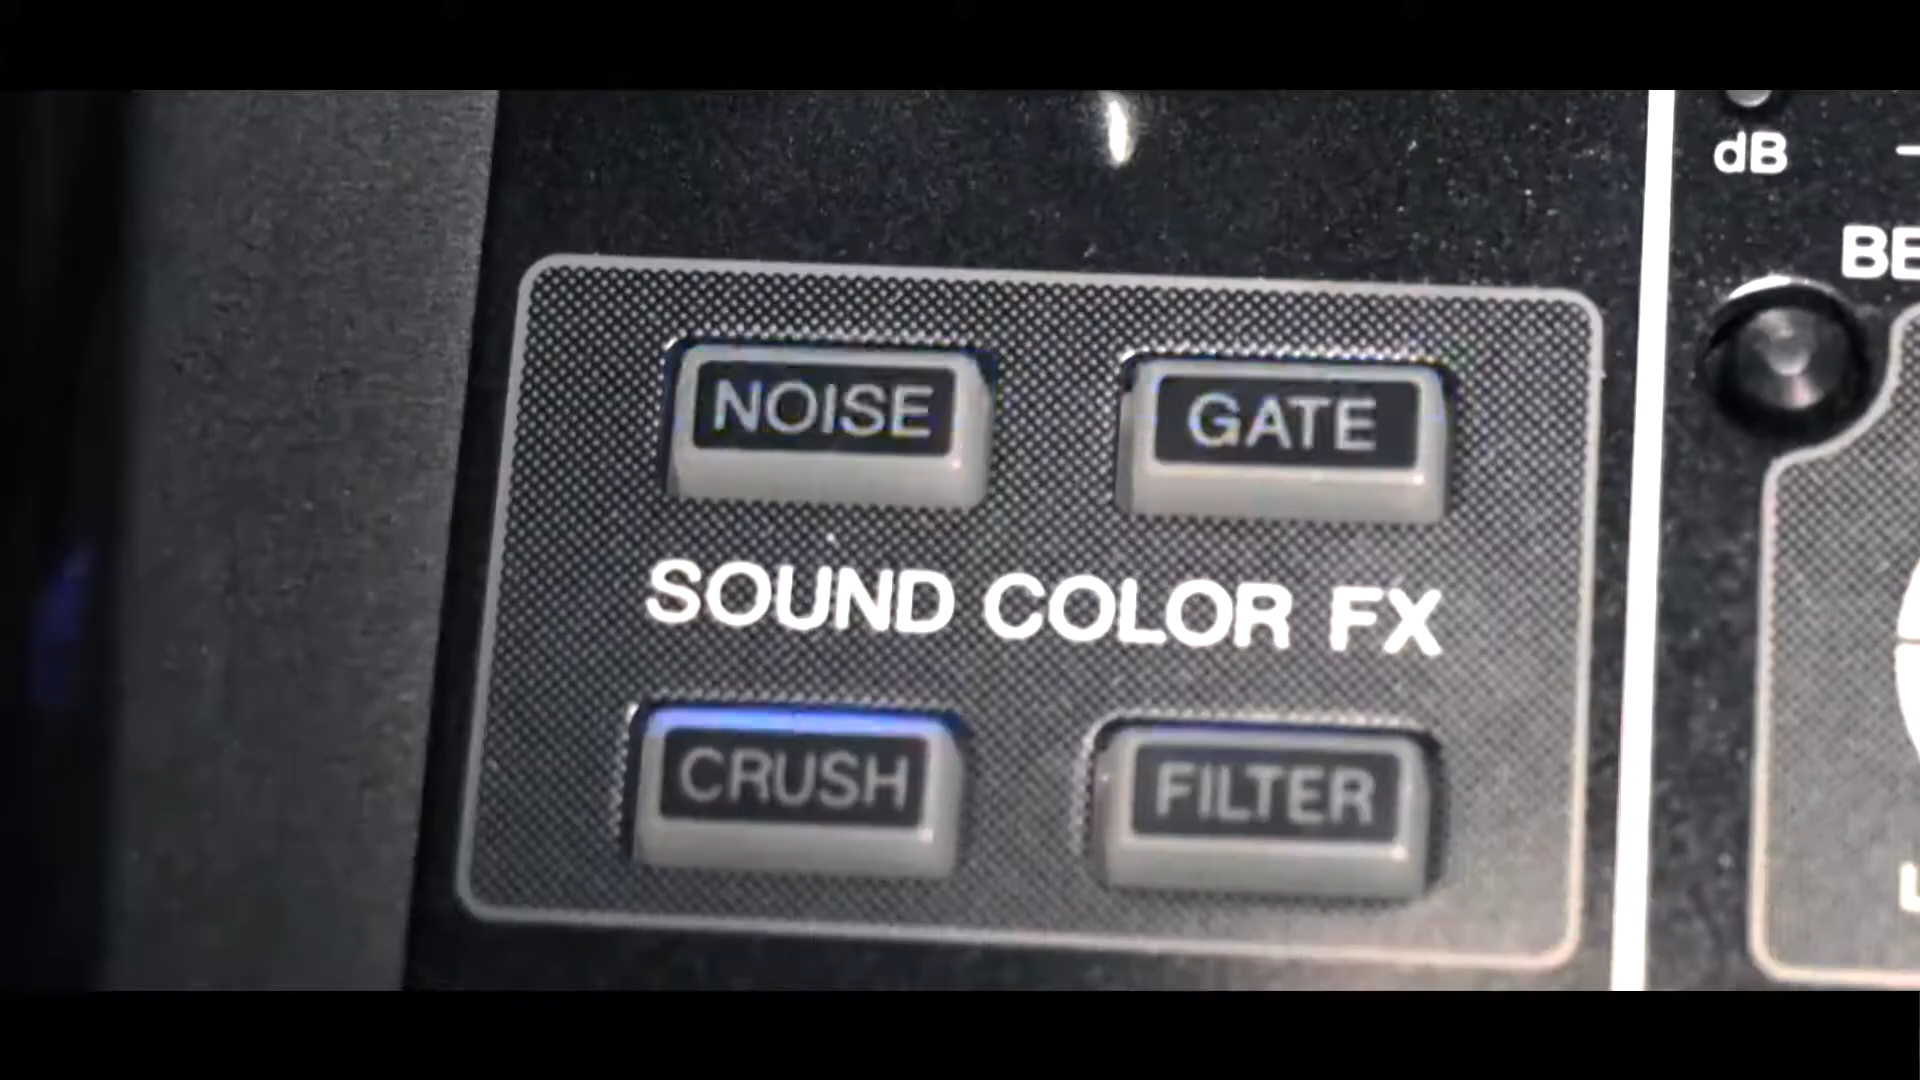 dB
NOISE
GATE
SOUND COLOR FX
CRUSH
FILTER